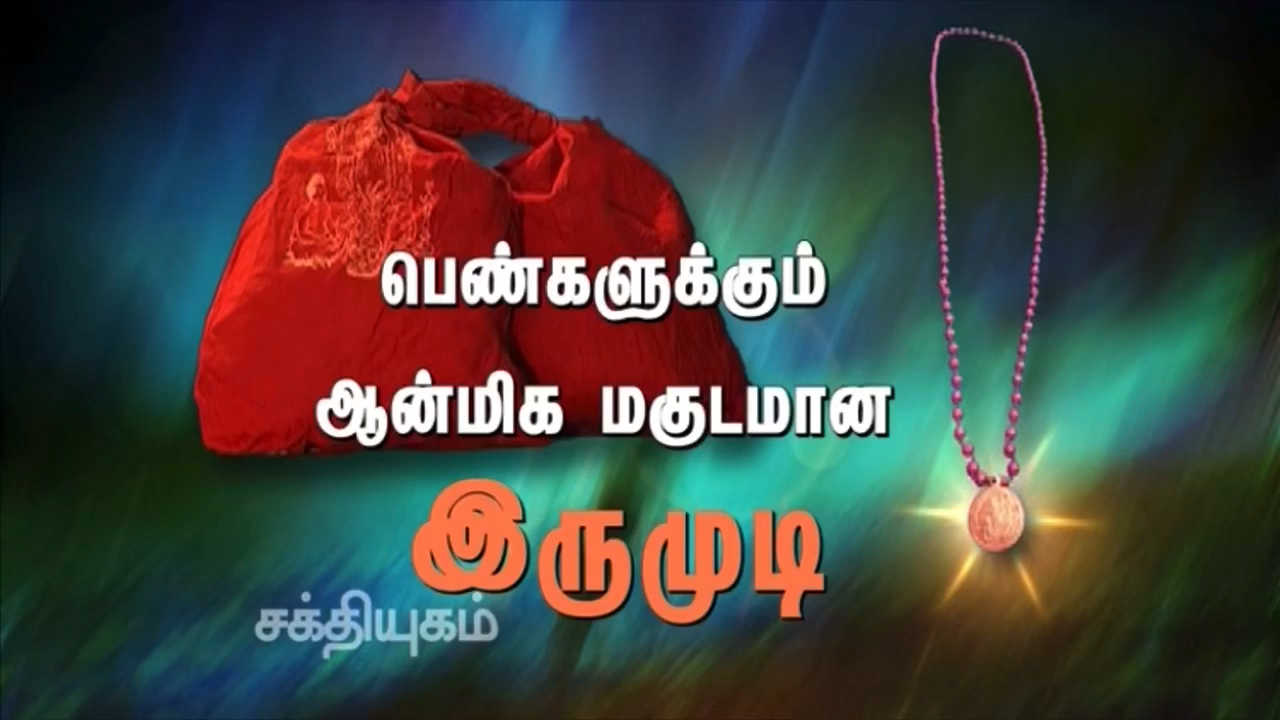 பெண்களுக்கும்
ஆன்மிக மகுடமான
இருமுடி
சக்தியுகம்